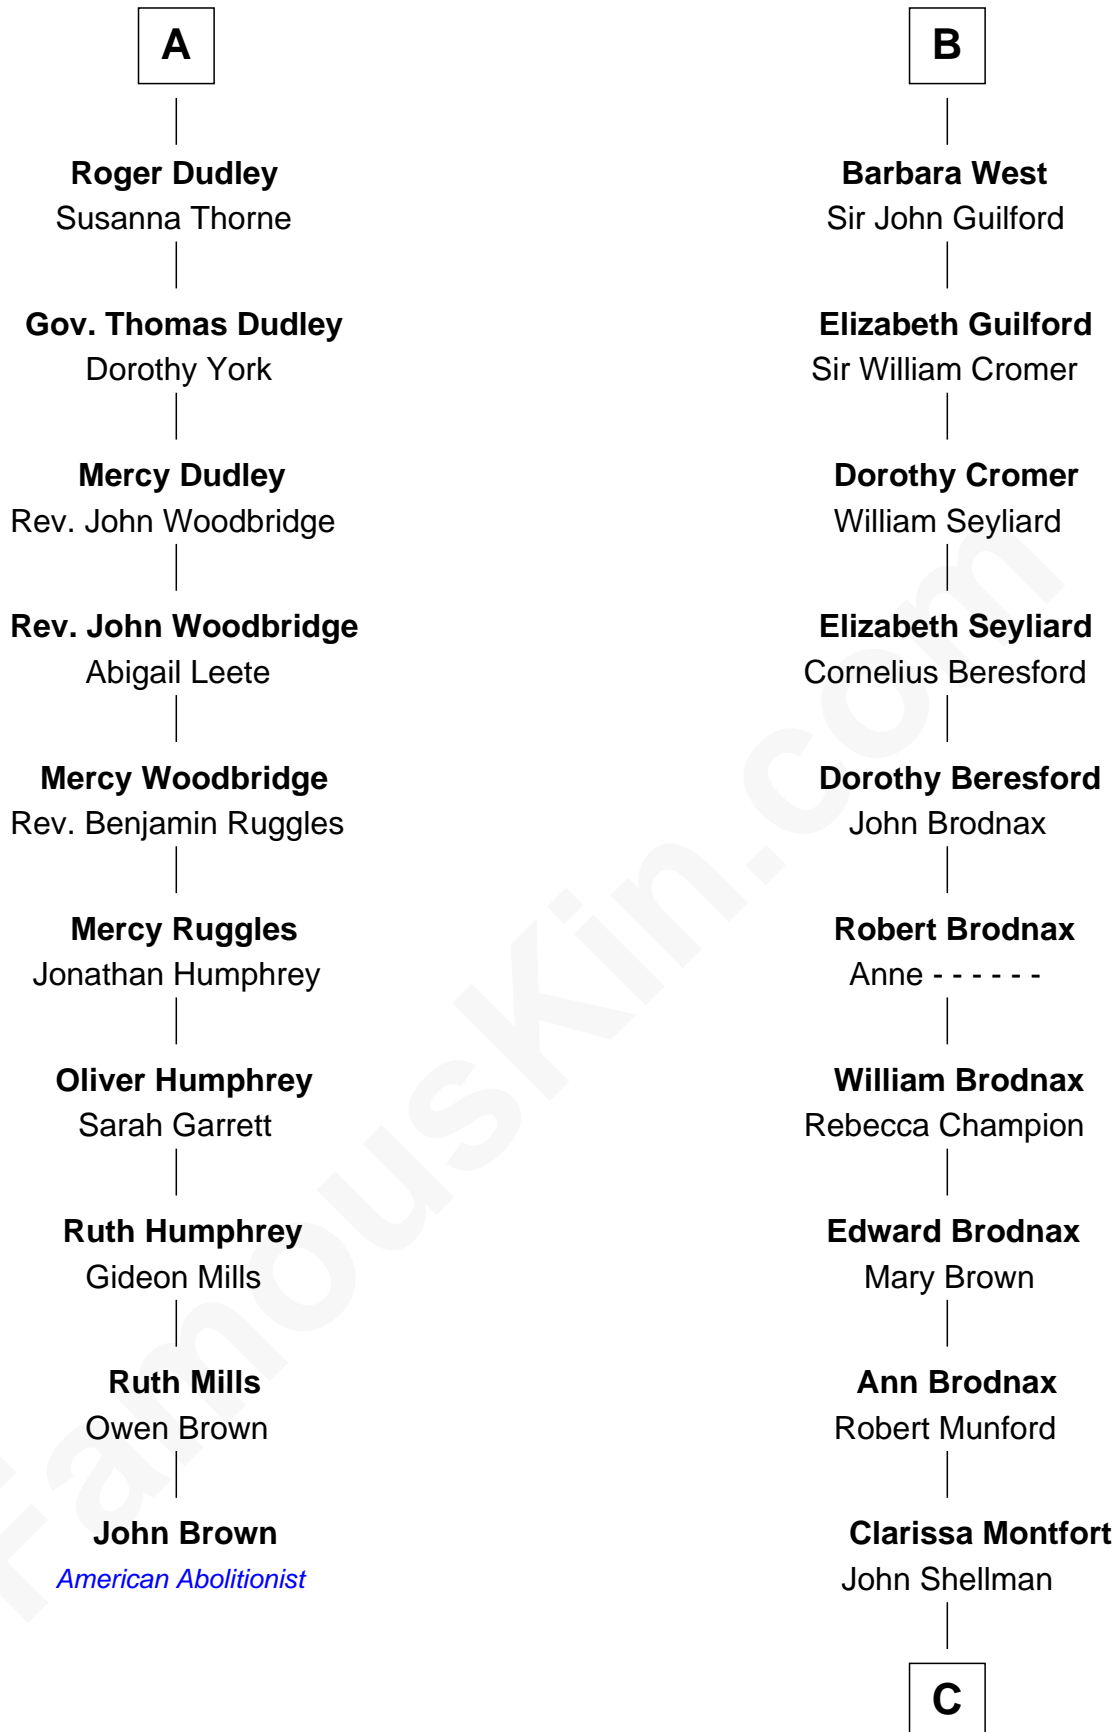 A
Roger Dudley
Susanna Thorne
Gov. Thomas Dudley
Dorothy York
Mercy Dudley
Rev. John Woodbridge
Rev. John Woodbridge
Abigail Leete
Mercy Woodbridge
Rev. Benjamin Ruggles
Mercy Ruggles
Jonathan Humphrey
Oliver Humphrey
Sarah Garrett
Ruth Humphrey
Gideon Mills
Ruth Mills
Owen Brown
John Brown
American Abolitionist
B
Barbara West
Sir John Guilford
Elizabeth Guilford
Sir William Cromer
Dorothy Cromer
William Seyliard
Elizabeth Seyliard
Cornelius Beresford
Dorothy Beresford
John Brodnax
Robert Brodnax
Anne - - - - - -
William Brodnax
Rebecca Champion
Edward Brodnax
Mary Brown
Ann Brodnax
Robert Munford
Clarissa Montfort
John Shellman
C
FamousKin.com